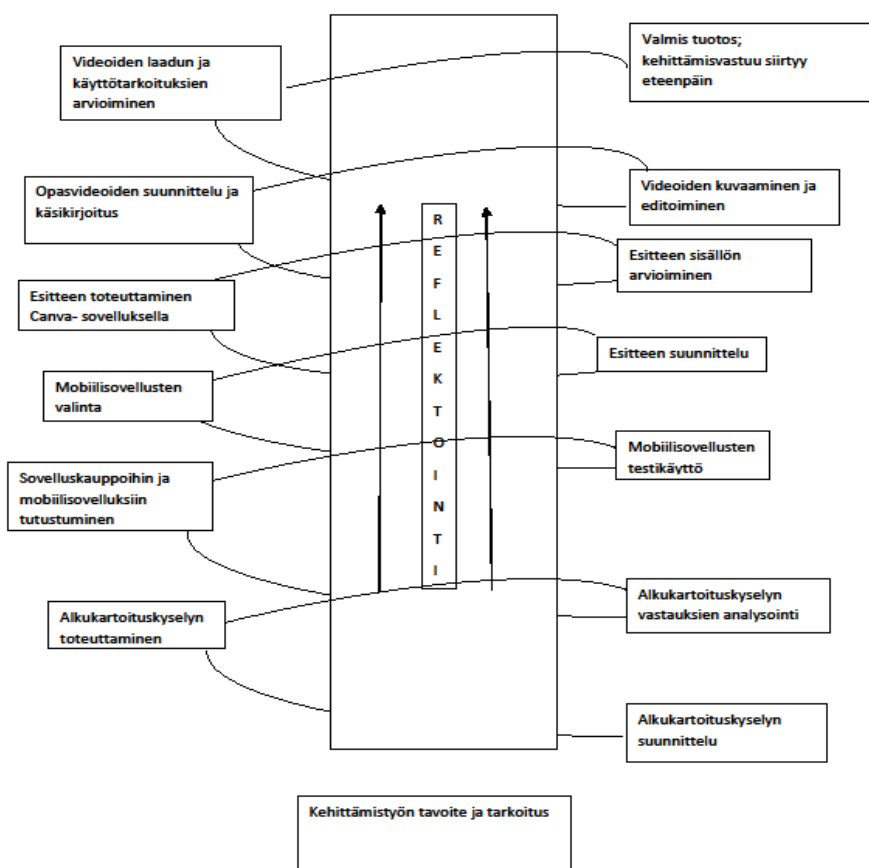 Videoiden laadun ja
käyttötarkoituksien
arvioiminen
Valmis tuotos;
kehittämisvastuu siirtyy
eteenpäin
Opasvideoiden suunnittelu ja
käsikirjoitus
Videoiden kuvaaminen ja
editoiminen
Esitteen sisällön
arvioiminen
Esitteen toteuttaminen
Canva- sovelluksella
Esitteen suunnittelu
Mobiilisovellusten
valinta
Mobiilisovellusten
testikäyttö
Sovelluskauppoihin ja
mobiilisovelluksiin
tutustuminen
R
E
F
L
E
K
T
O
I
N
T
I
Alkukartoituskyselyn
vastauksien analysointi
Alkukartoituskyselyn
toteuttaminen
Alkukartoituskyselyn
suunnittelu
Kehittämistyön tavoite ja tarkoitus